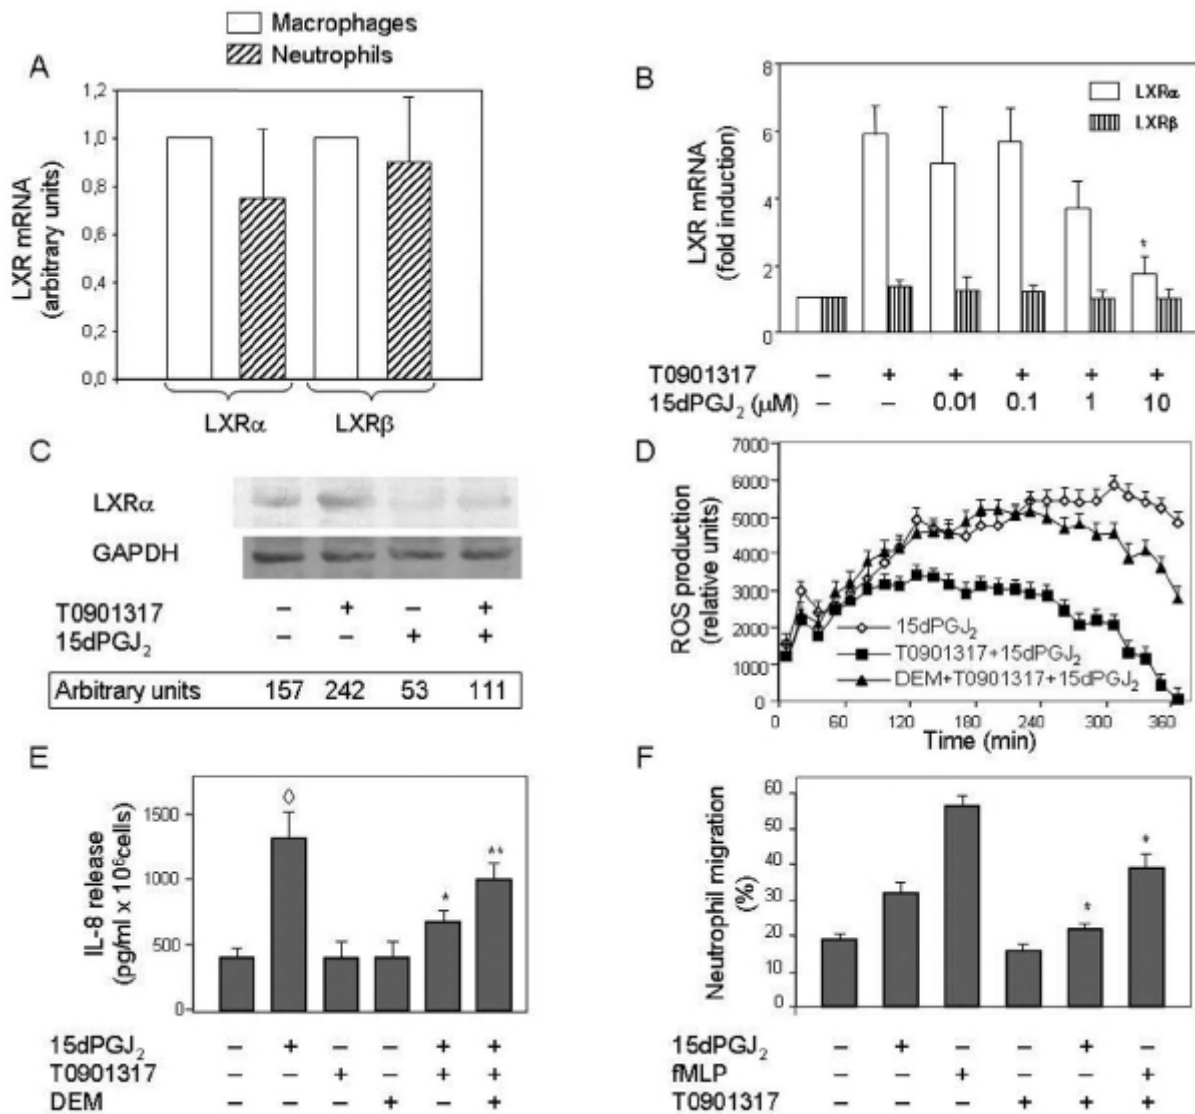 Macrophages
Neutrophils
A
1,2
1,0
0,8
0,6
0,4
0,2
0,0
LXR mRNA
(arbitrary units)
LXRα LXRβ
B
8
6
4
2
0
LXR mRNA
(fold induction)
LXRα
LXRβ
*
T0901317 – + + + + +
15dPGJ₂ (μM) – – 0.01 0.1 1 10
C
LXRα
GAPDH
T0901317 – + – +
15dPGJ₂ – – + +
Arbitrary units 157 242 53 111
D
7000
6000
5000
4000
3000
2000
1000
0
ROS production
(relative units)
15dPGJ₂
T0901317+15dPGJ₂
DEM+T0901317+15dPGJ₂
0 60 120 180 240 300 360
Time (min)
E
1500
1000
500
0
IL-8 release
(pg/ml x 10⁶cells)
◊ * **
15dPGJ₂ – + – – + +
T0901317 – – + – + +
DEM – – – + – +
F
60
50
40
30
20
10
0
Neutrophil migration
(%)
* *
15dPGJ₂ – + – – + –
fMLP – – + – – +
T0901317 – – – + + +